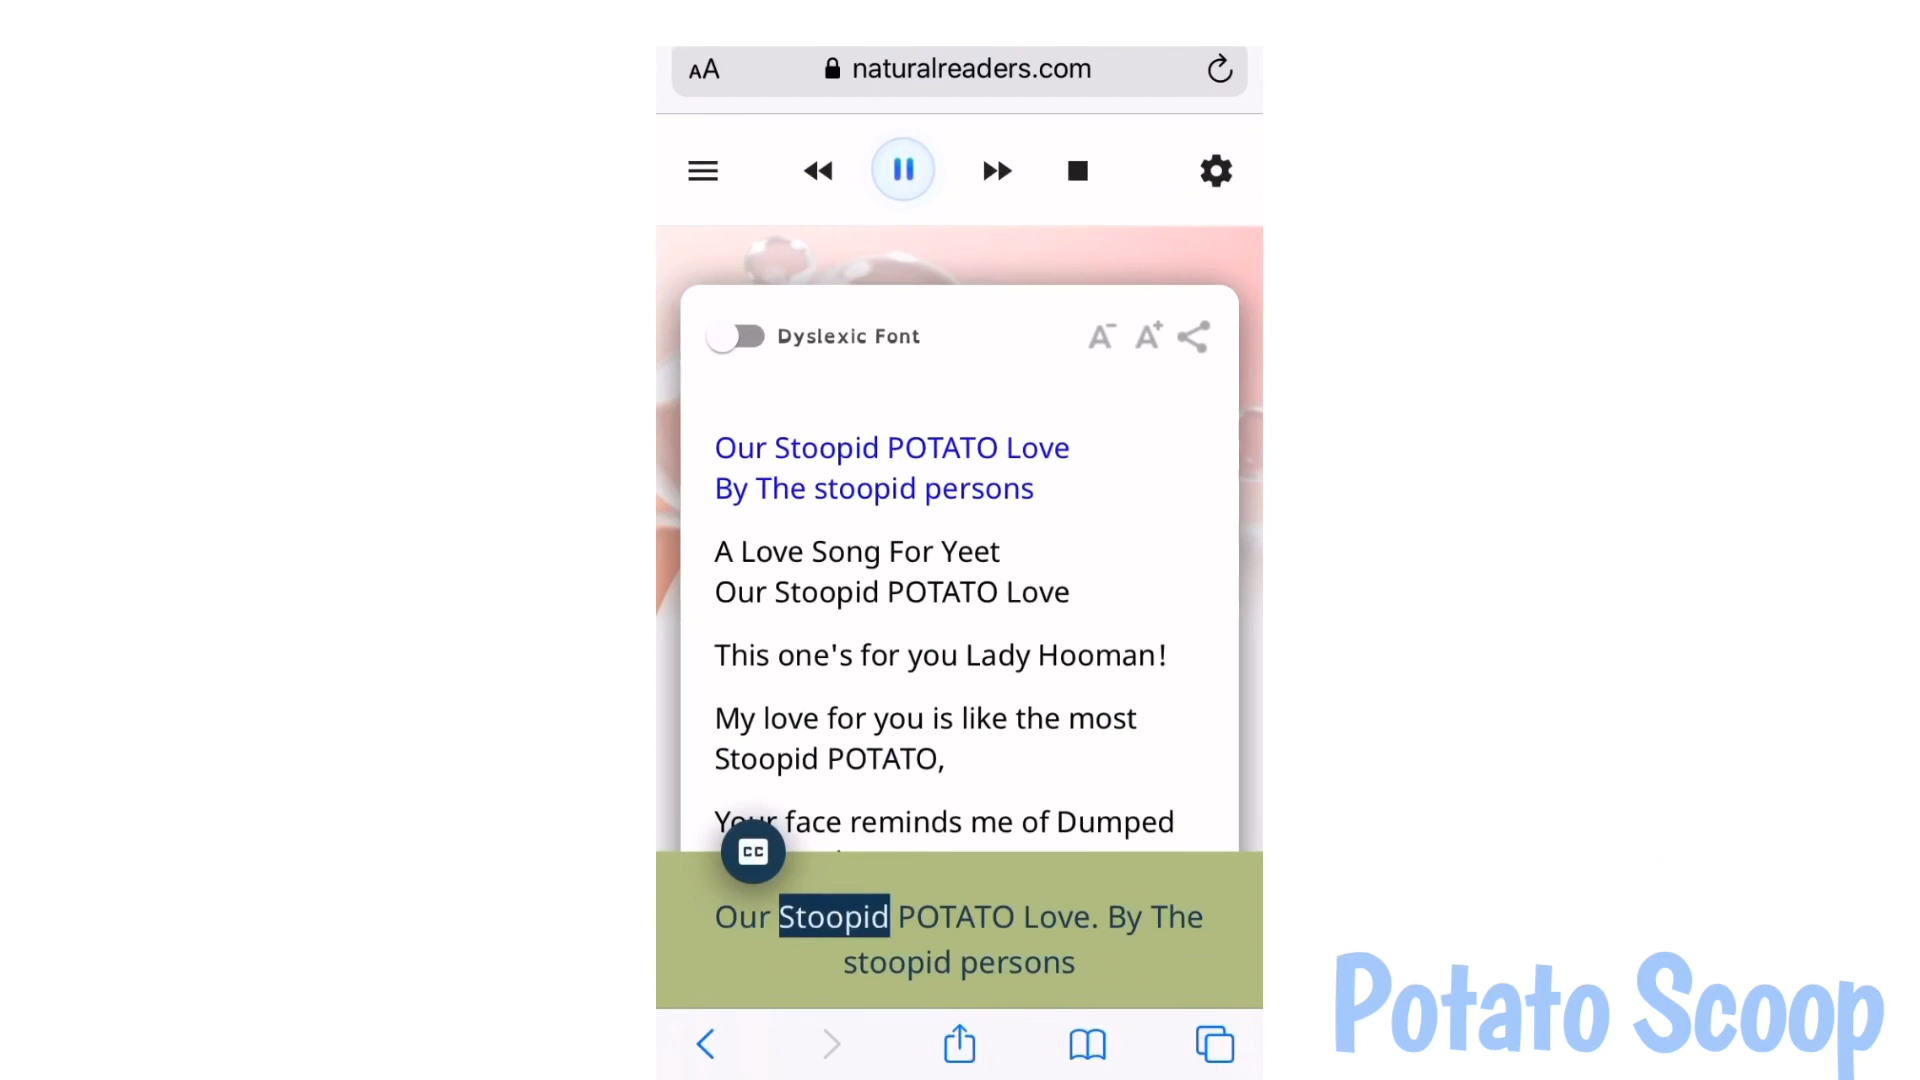 AA naturalreaders.com
Dyslexic Font A- A+
Our Stoopid POTATO Love
By The stoopid persons
A Love Song For Yeet
Our Stoopid POTATO Love
This one's for you Lady Hooman!
My love for you is like the most
Stoopid POTATO,
Your face reminds me of Dumped
CC
Our Stoopid POTATO Love. By The
stoopid persons
Potato Scoop